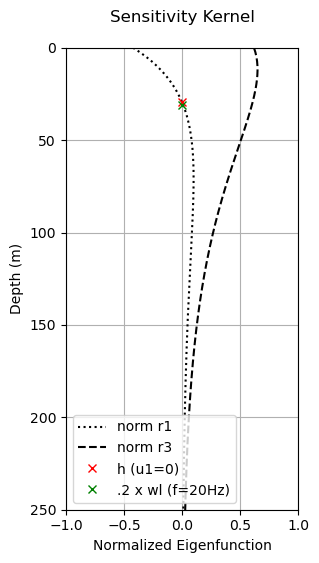 Sensitivity Kernel
0
50
100
150
200
250
Depth (m)
norm r1
norm r3
h (u1=0)
.2 x wl (f=20Hz)
−1.0 −0.5 0.0 0.5 1.0
Normalized Eigenfunction